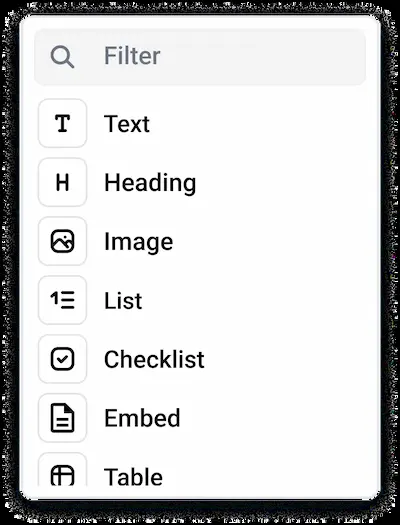 Filter
Text
Heading
Image
List
Checklist
Embed
Table